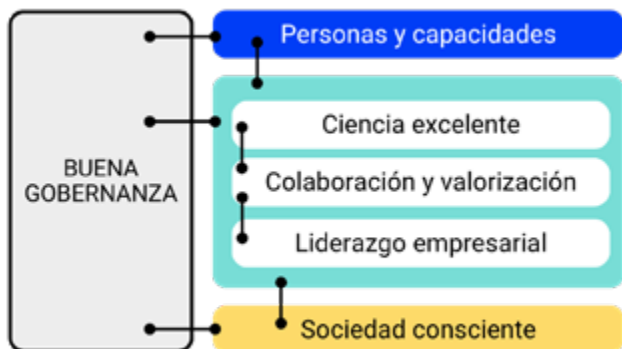 BUENA
GOBERNANZA
Personas y capacidades
Ciencia excelente
Colaboración y valorización
Liderazgo empresarial
Sociedad consciente